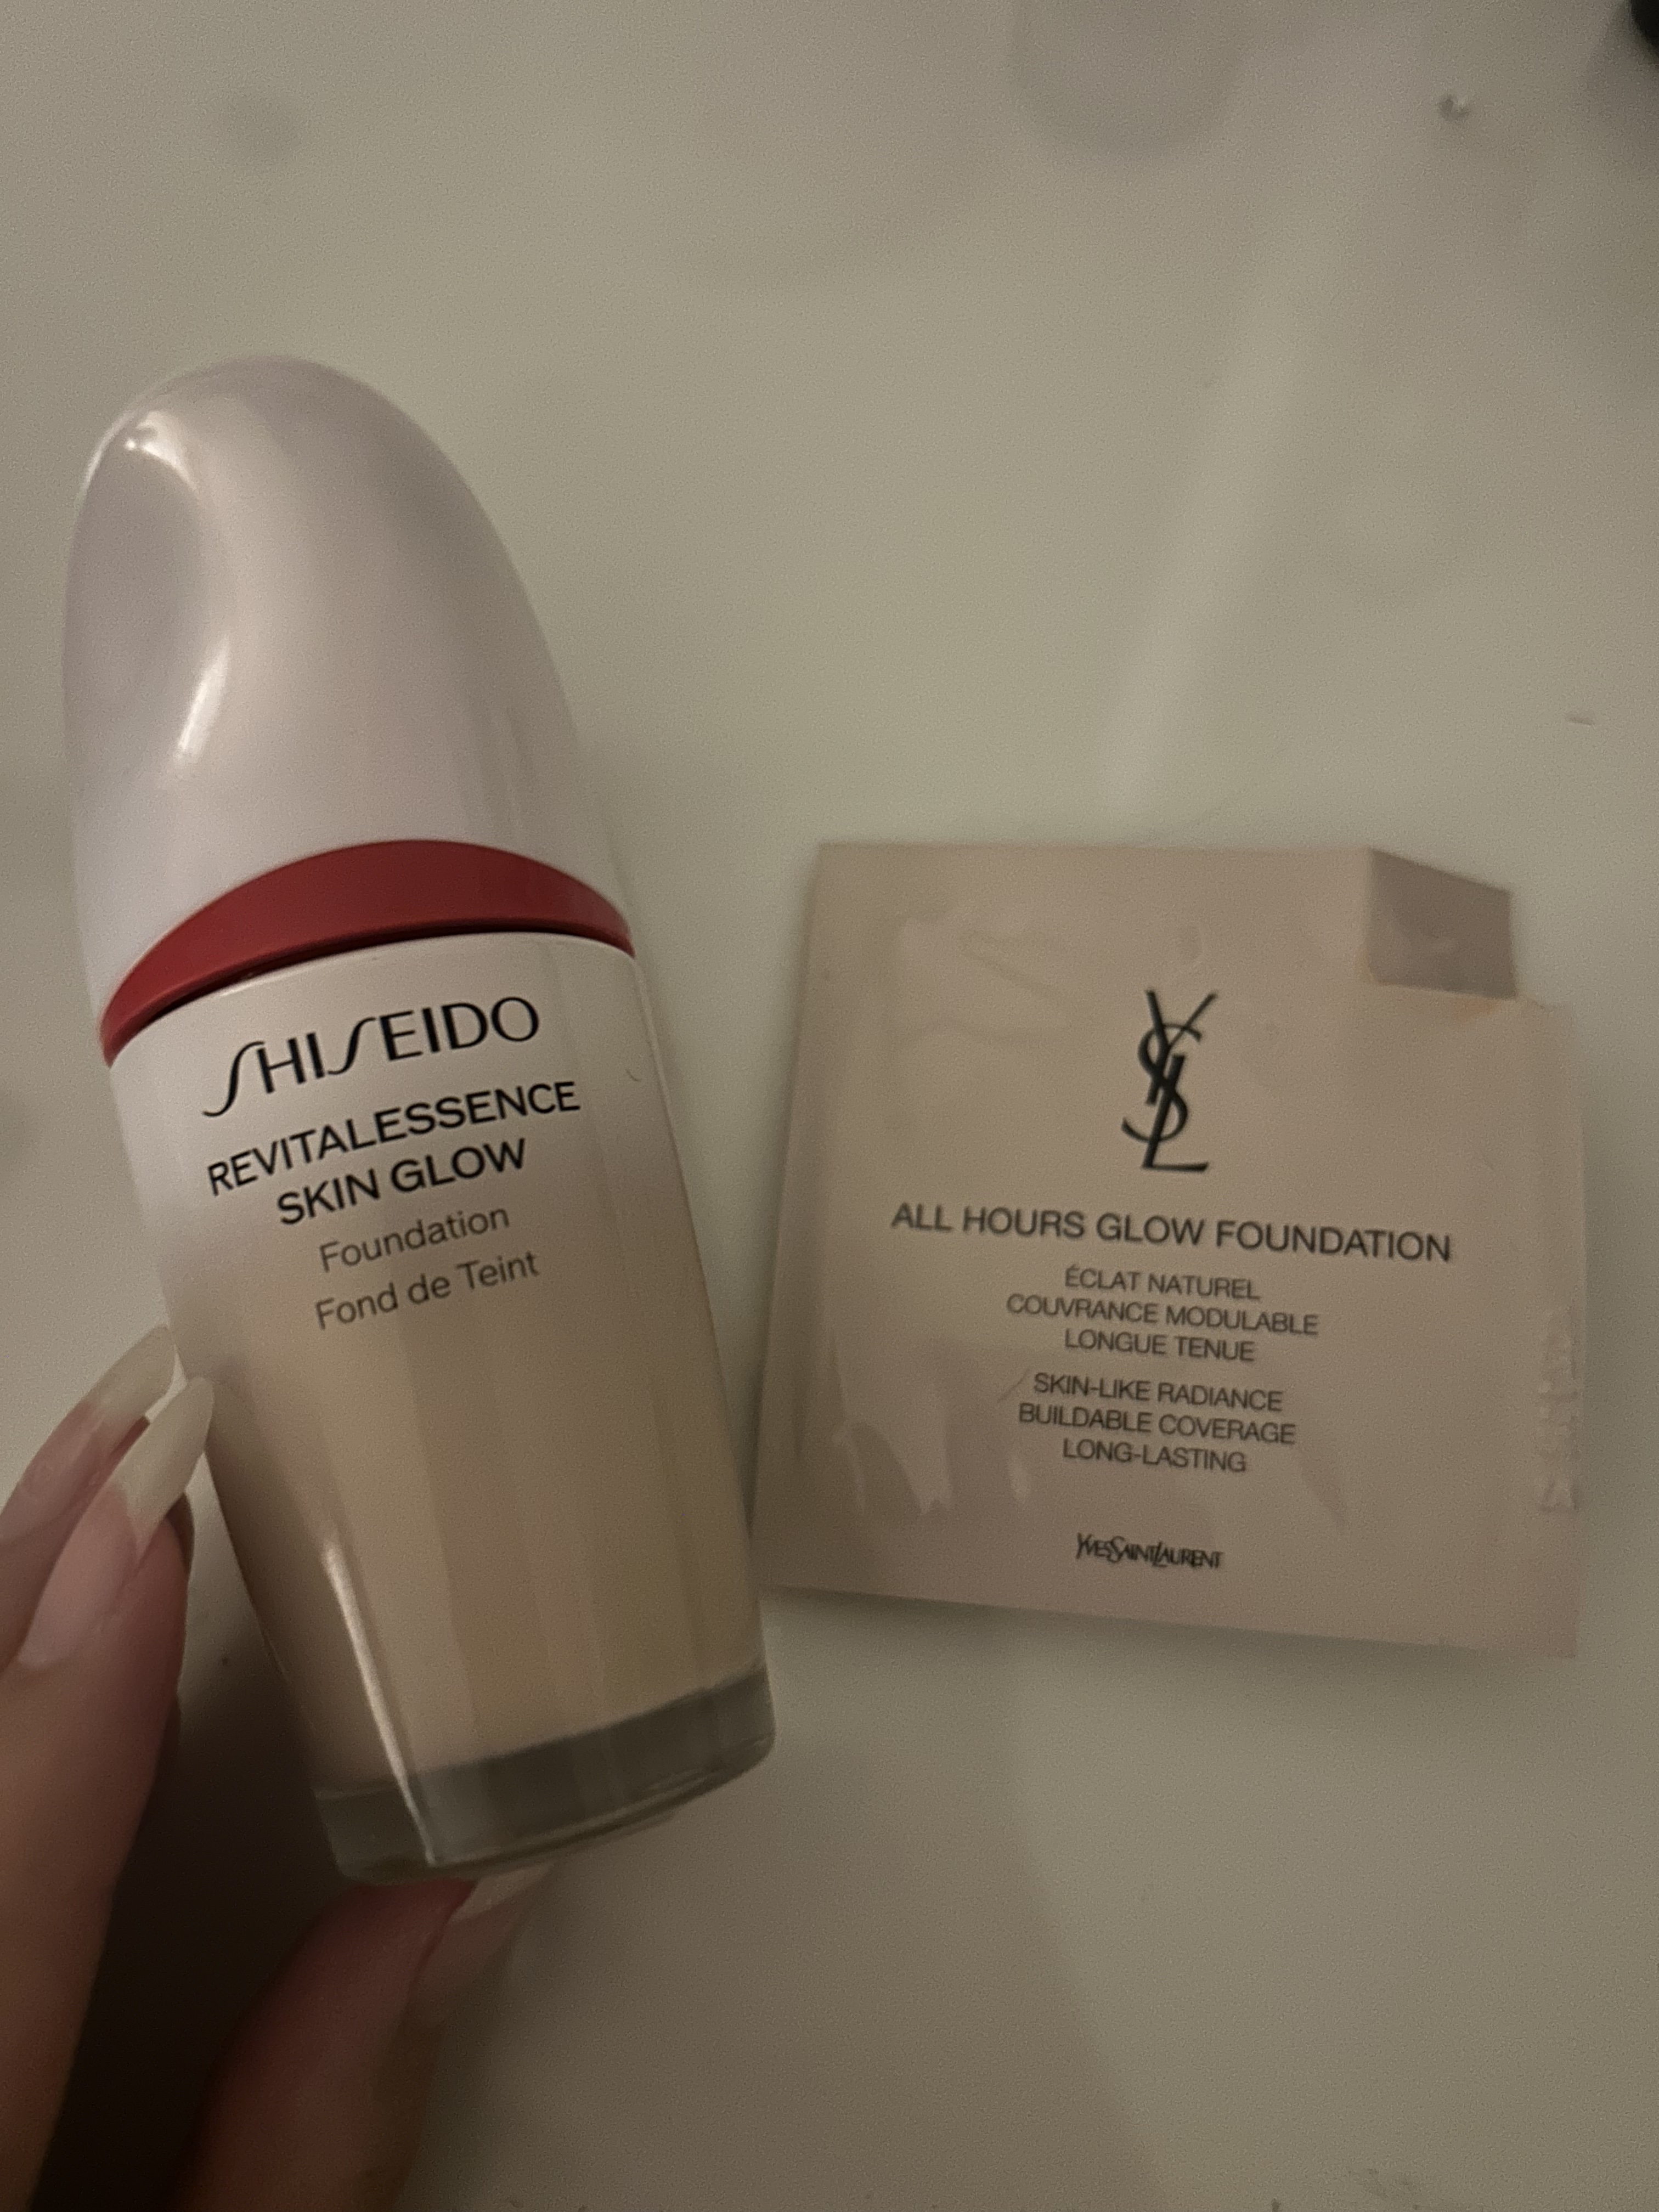 SHISEIDO
REVITALESSENCE
SKIN GLOW
Foundation
Fond de Teint
YSL
ALL HOURS GLOW FOUNDATION
ÉCLAT NATUREL
COUVRANCE MODULABLE
LONGUE TENUE
SKIN-LIKE RADIANCE
BUILDABLE COVERAGE
LONG-LASTING
YVESSAINTLAURENT